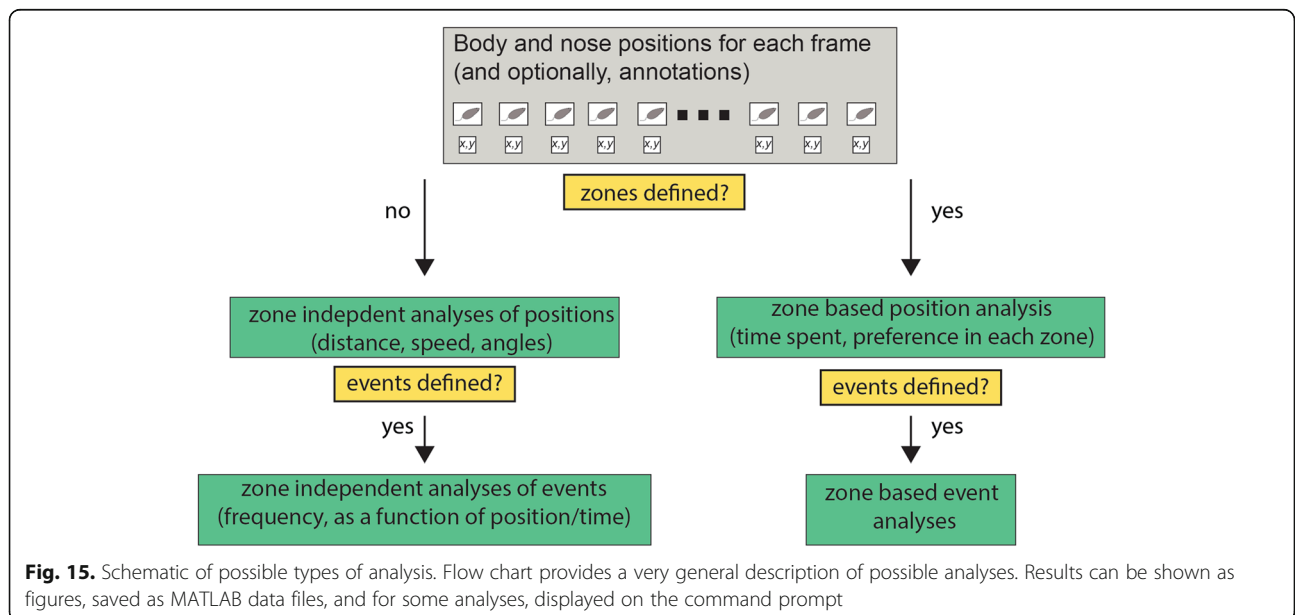 Body and nose positions for each frame
(and optionally, annotations)
x,y x,y x,y x,y x,y x,y x,y x,y
zones defined?
no
yes
zone indepdent analyses of positions
(distance, speed, angles)
zone based position analysis
(time spent, preference in each zone)
events defined?
events defined?
yes
yes
zone independent analyses of events
(frequency, as a function of position/time)
zone based event
analyses
Fig. 15. Schematic of possible types of analysis. Flow chart provides a very general description of possible analyses. Results can be shown as
figures, saved as MATLAB data files, and for some analyses, displayed on the command prompt